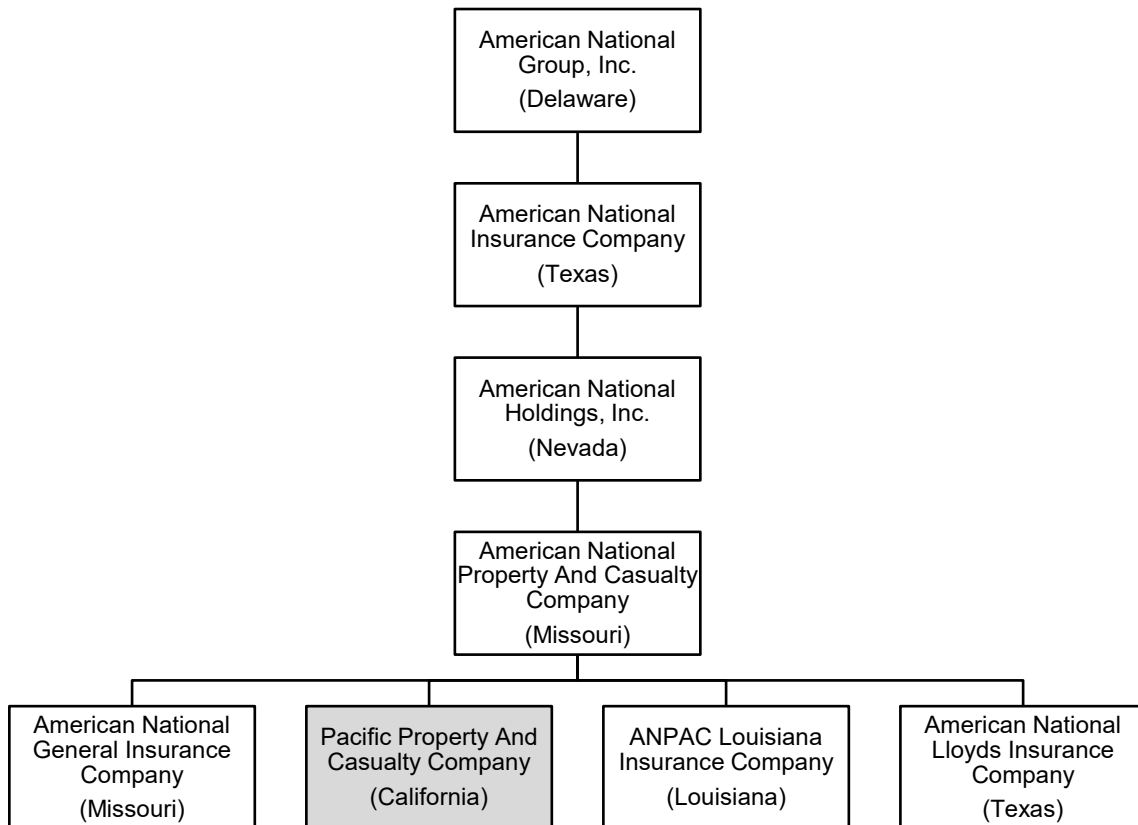 American National
Group, Inc.
(Delaware)
American National
Insurance Company
(Texas)
American National
Holdings, Inc.
(Nevada)
American National
Property And Casualty
Company
(Missouri)
American National
General Insurance
Company
(Missouri)
Pacific Property And
Casualty Company
(California)
ANPAC Louisiana
Insurance Company
(Louisiana)
American National
Lloyds Insurance
Company
(Texas)